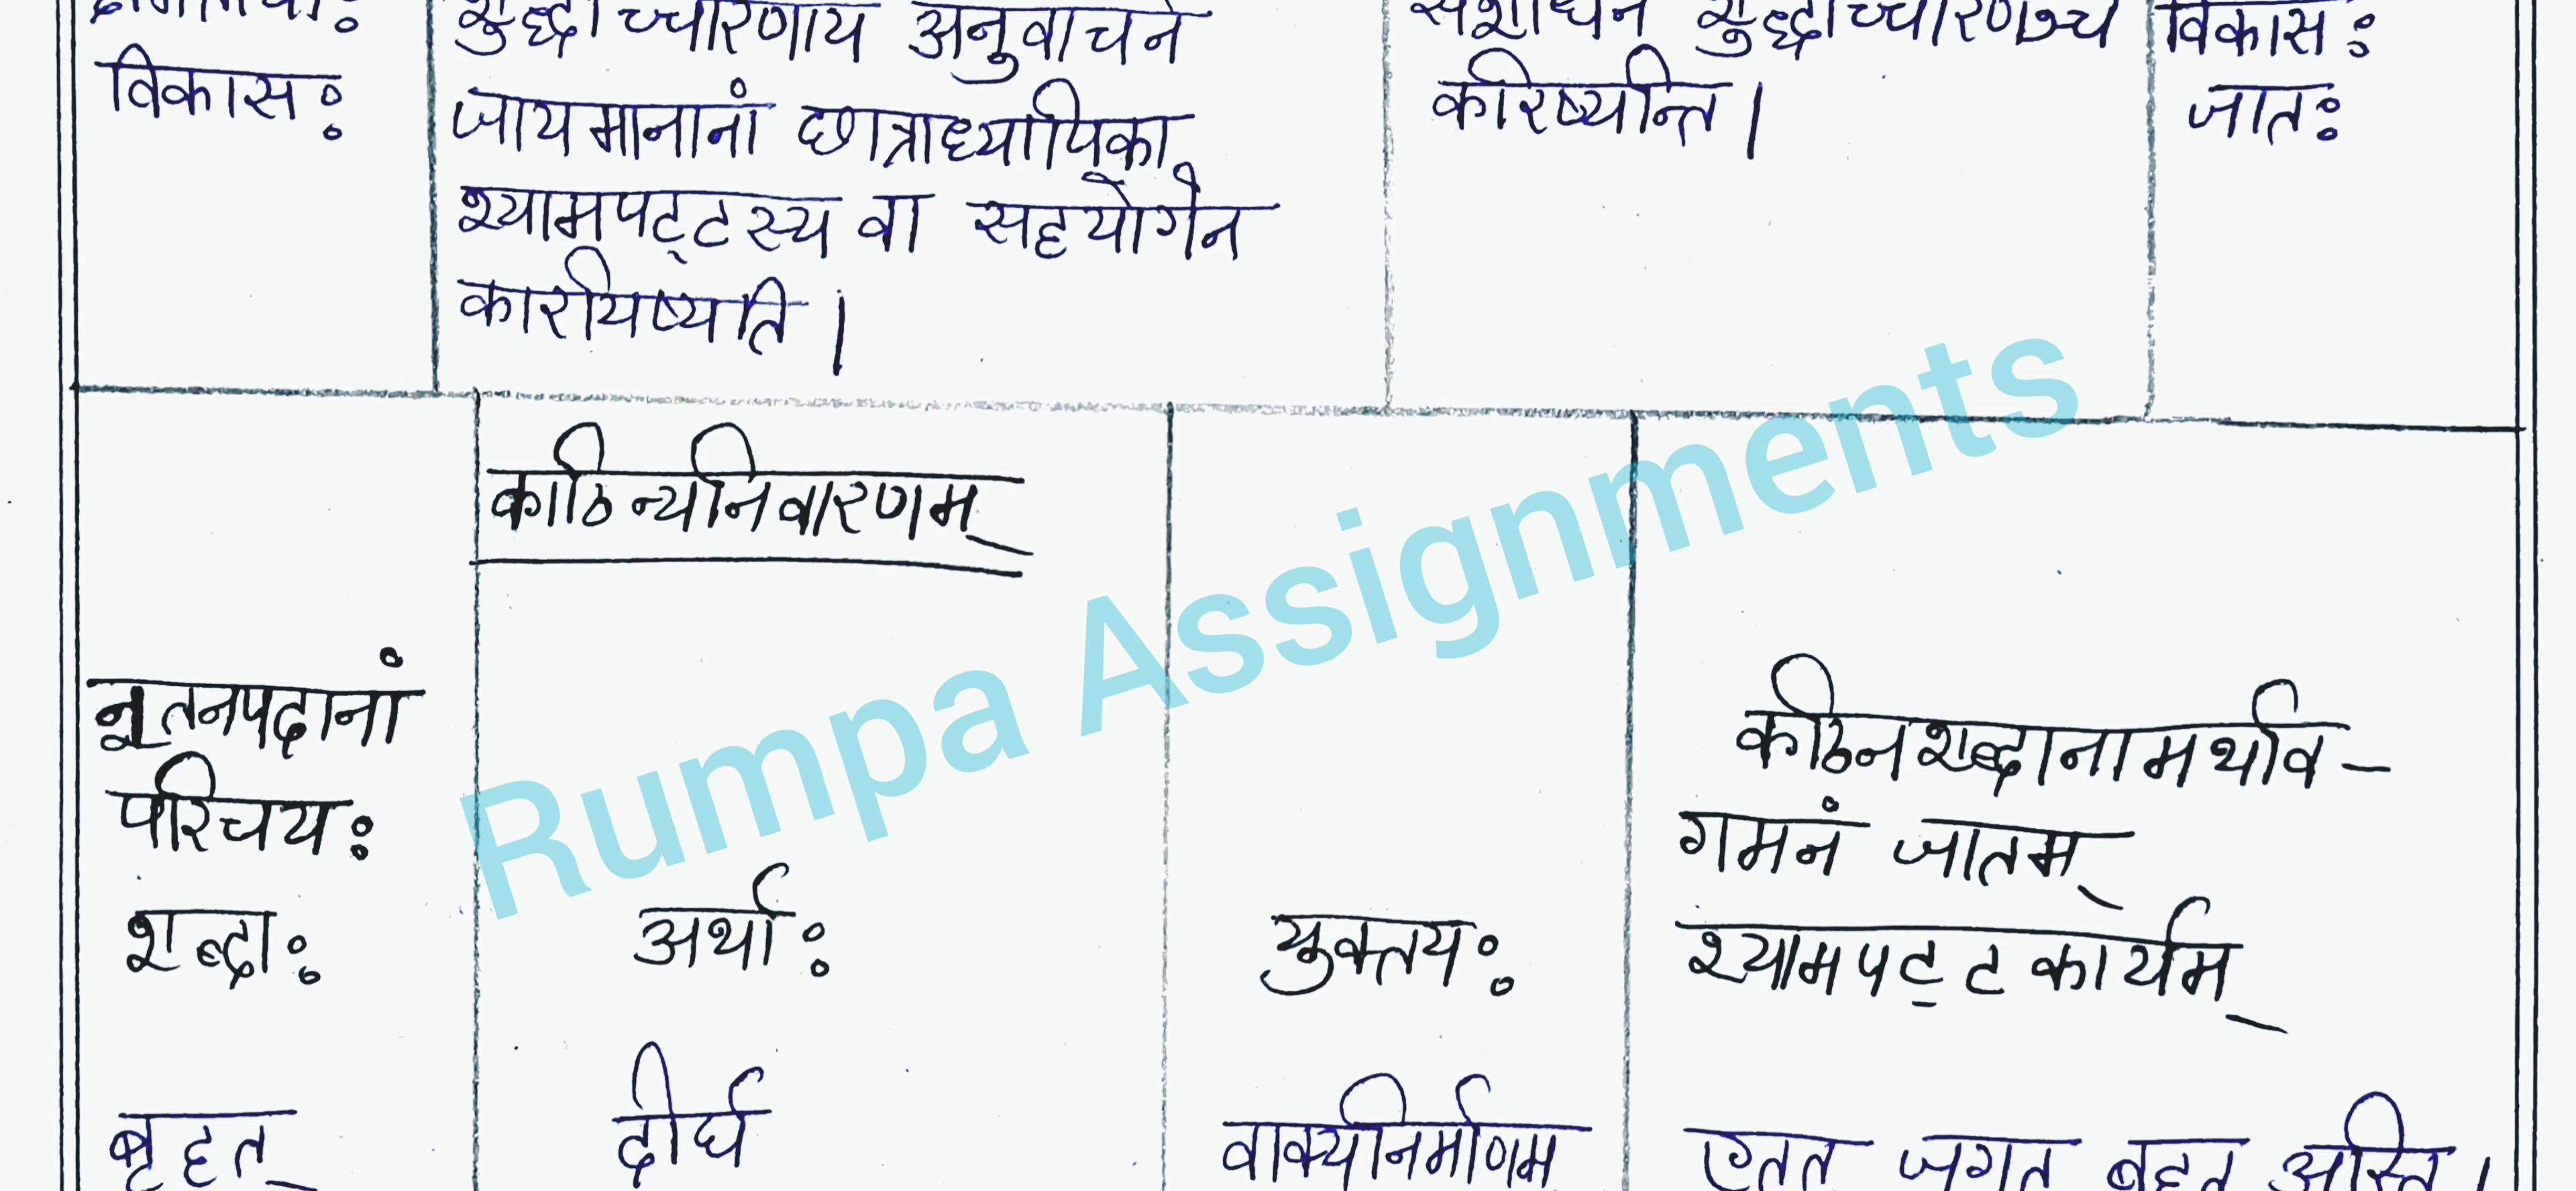 विकासः
शुद्धोच्चारणाय अनुवाचने
जायमानानां छात्राध्यापिका
श्यामपट्टस्य वा सहयोगेन
कारयिष्यति।
संशोधनं शुद्धोच्चारणञ्च
करिष्यन्ति।
विकासः
जातः
काठिन्यनिवारणम्
नूतनपदानां
परिचयः
कठिनशब्दानामर्थाव-
गमनं जातम्
शब्दाः अर्थाः युक्तयः श्यामपट्टकार्यम्
बृहत् दीर्घ वाक्यनिर्माणम् एतत् जगत् बृहत् अस्ति।
Rumpa Assignments